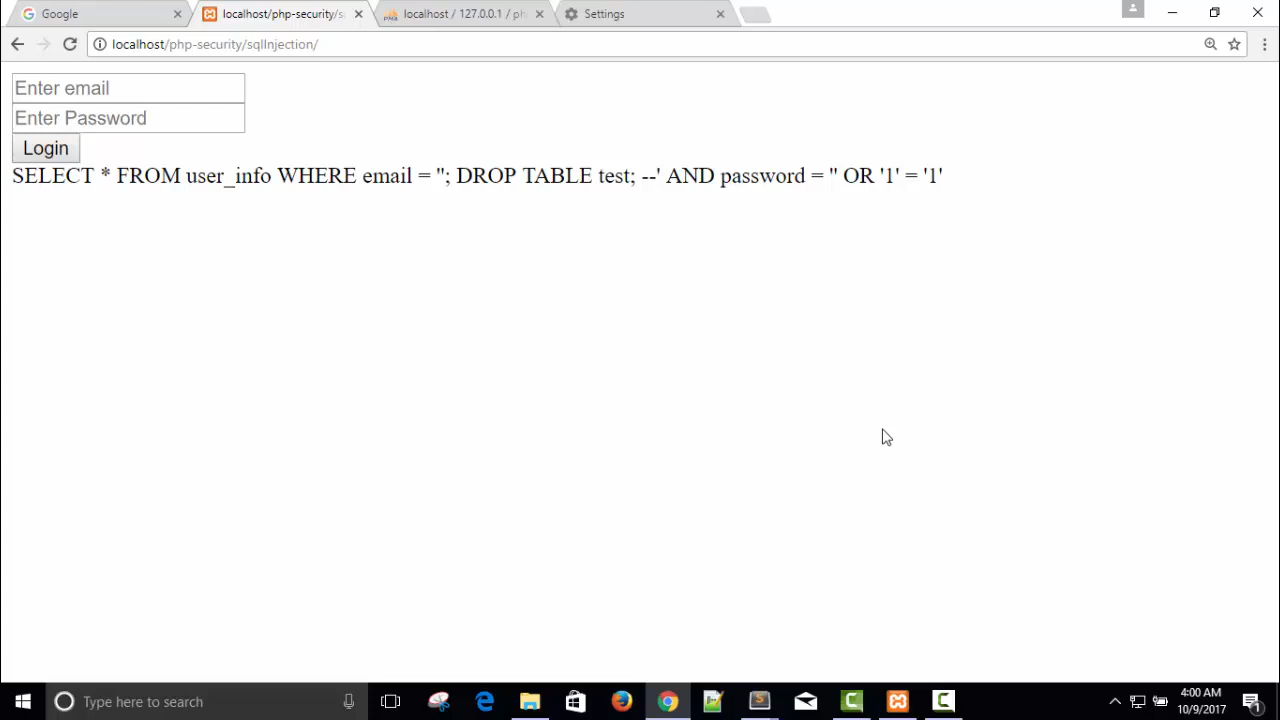 Google
localhost/php-security/s
localhost / 127.0.0.1 / ph
Settings
localhost/php-security/sqlInjection/
Enter email
Enter Password
Login
SELECT * FROM user_info WHERE email = ''; DROP TABLE test; --' AND password = '' OR '1' = '1'
Type here to search
4:00 AM
10/9/2017
1